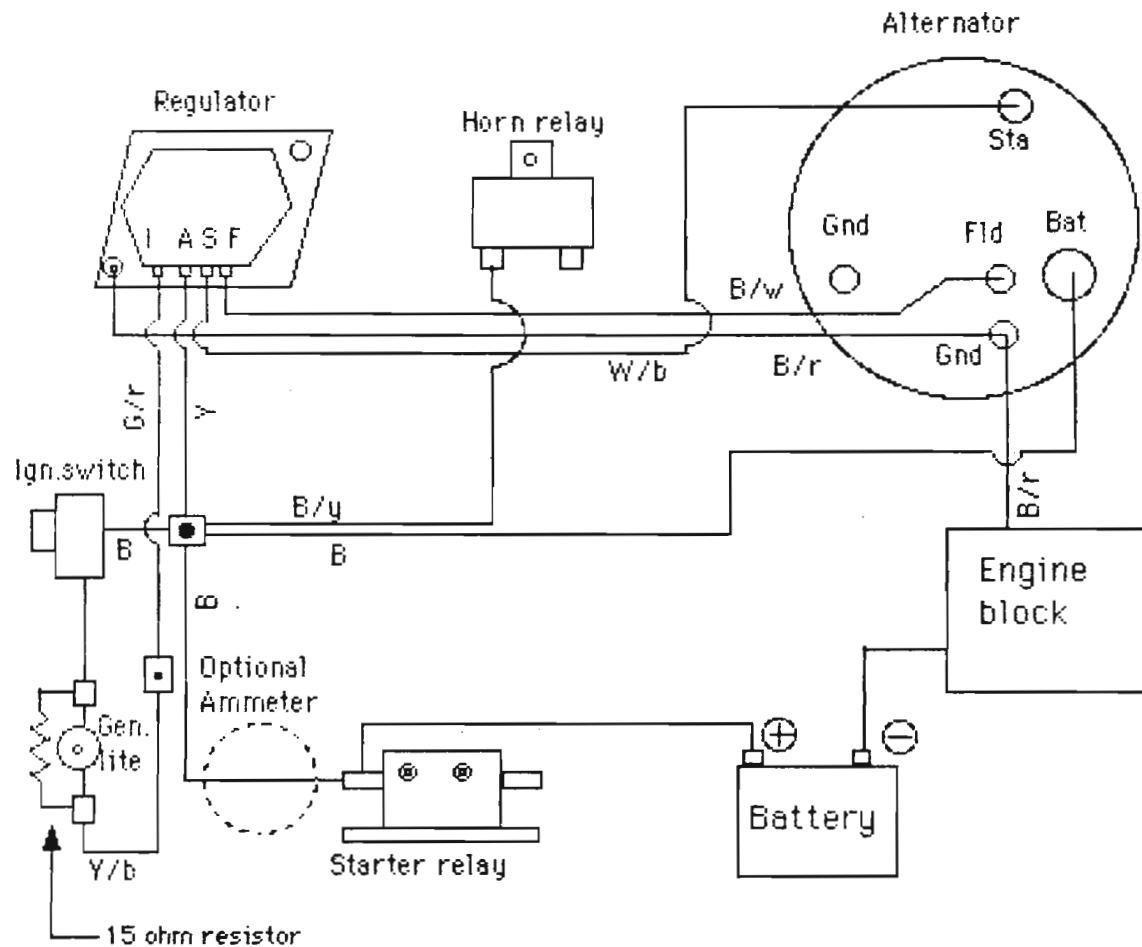 Alternator
Regulator
Horn relay
Sta
I A S F
Gnd
Fld
Bat
B/w
Gnd
W/b
B/r
G/r
Y
Ign.switch
B/r
B/y
B
B
B
Engine
block
Optional
Ammeter
Gen.
lite
+
−
Battery
Starter relay
Y/b
15 ohm resistor